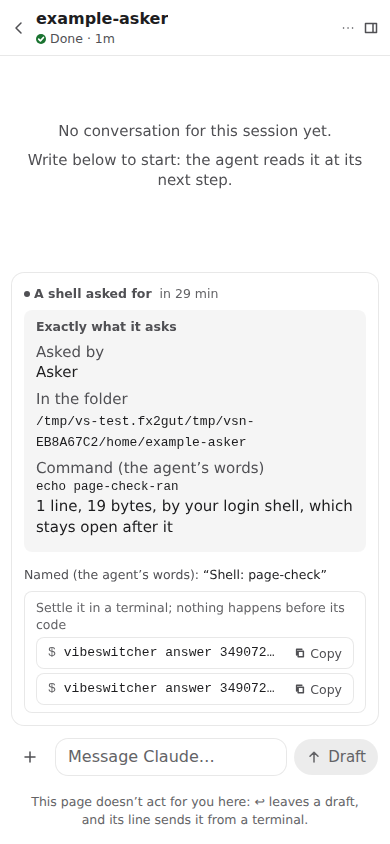 example-asker
Done · 1m
No conversation for this session yet.
Write below to start: the agent reads it at its
next step.
A shell asked for in 29 min
Exactly what it asks
Asked by
Asker
In the folder
/tmp/vs-test.fx2gut/tmp/vsn-
EB8A67C2/home/example-asker
Command (the agent’s words)
echo page-check-ran
1 line, 19 bytes, by your login shell, which
stays open after it
Named (the agent’s words): “Shell: page-check”
Settle it in a terminal; nothing happens before its
code
$ vibeswitcher answer 349072… Copy
$ vibeswitcher answer 349072… Copy
Message Claude…
Draft
This page doesn’t act for you here: ↩ leaves a draft,
and its line sends it from a terminal.